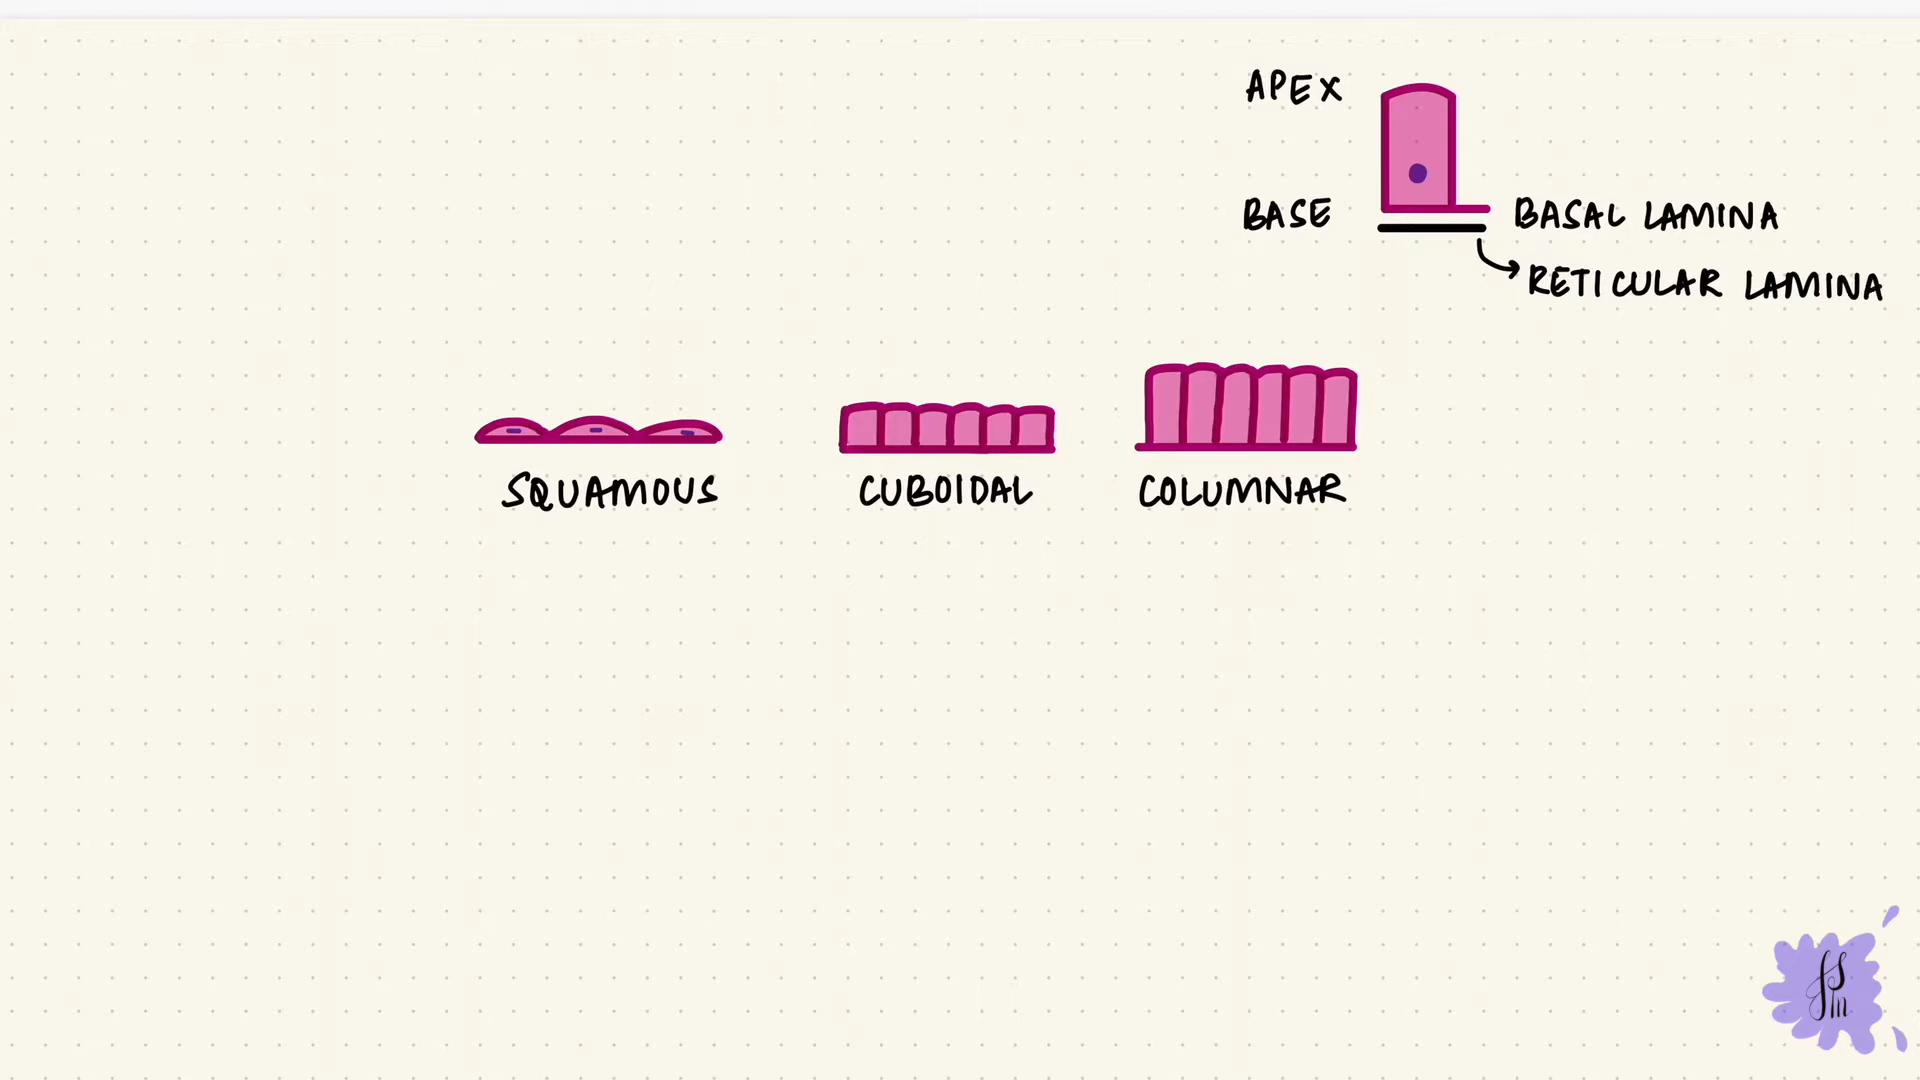 APEX
BASE
BASAL LAMINA
RETICULAR LAMINA
SQUAMOUS
CUBOIDAL
COLUMNAR